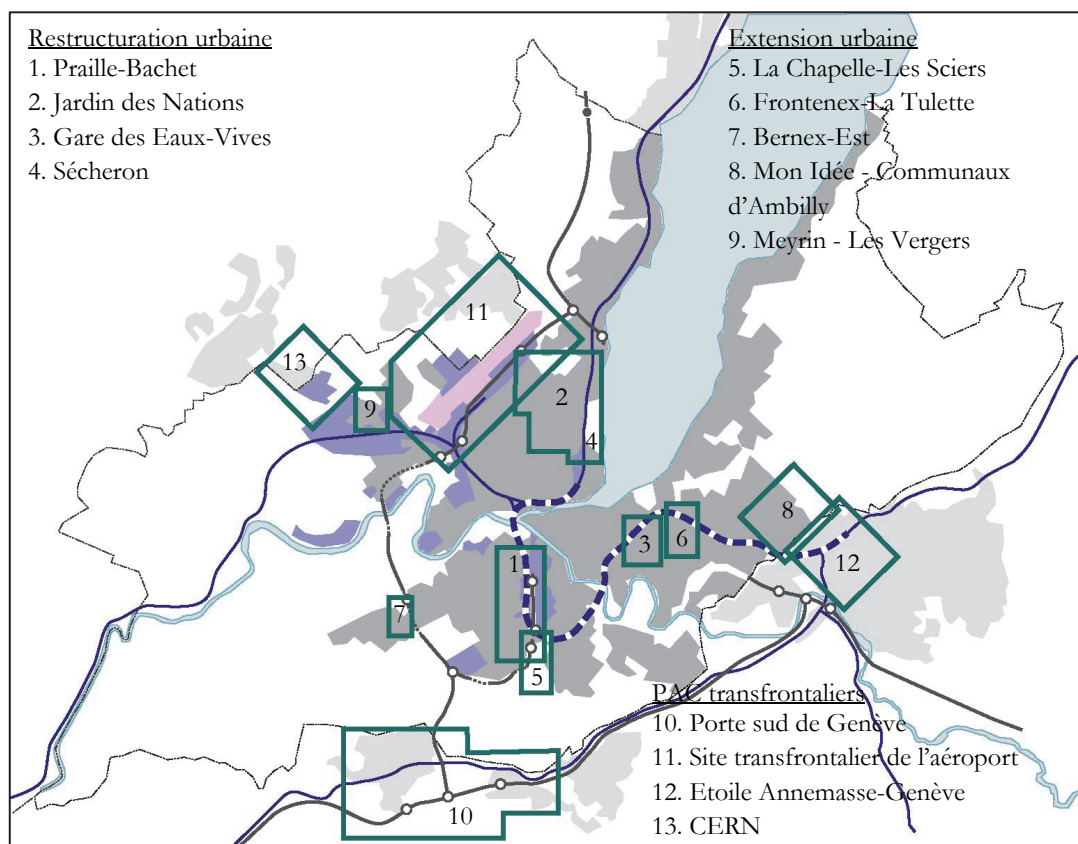 Restructuration urbaine
1. Praille-Bachet
2. Jardin des Nations
3. Gare des Eaux-Vives
4. Sécheron
Extension urbaine
5. La Chapelle-Les Sciers
6. Frontenex-La Tulette
7. Bernex-Est
8. Mon Idée - Communaux
d'Ambilly
9. Meyrin - Les Vergers
11
13
9
2
4
8
3
6
12
1
7
5
10
PAC transfrontaliers
10. Porte sud de Genève
11. Site transfrontalier de l'aéroport
12. Etoile Annemasse-Genève
13. CERN